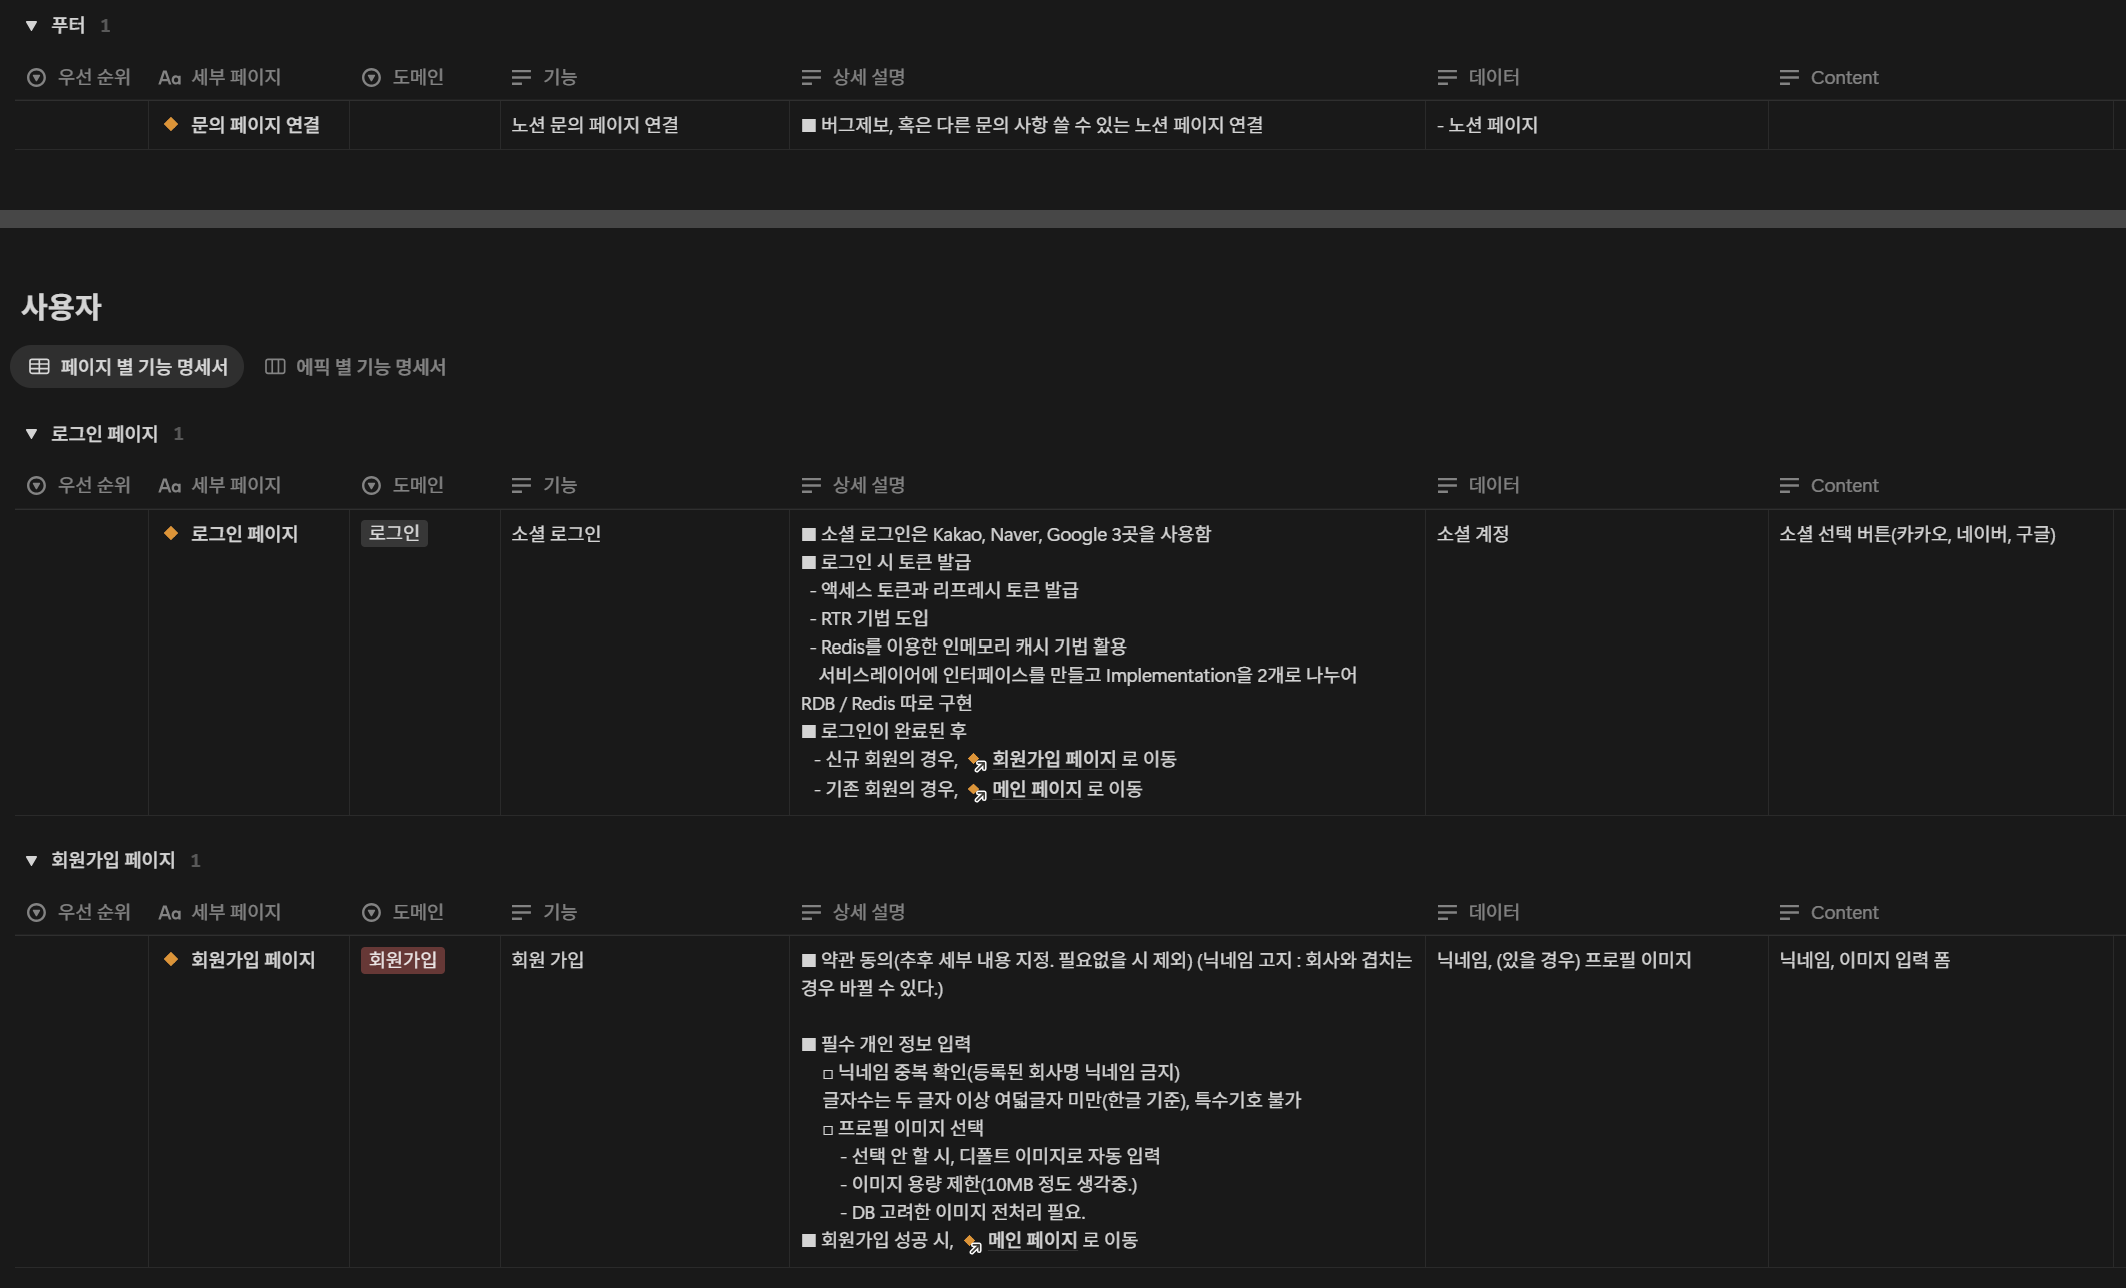 푸터 1
우선 순위 Aa 세부 페이지 도메인 기능 상세 설명 데이터 Content
문의 페이지 연결 노션 문의 페이지 연결 ■ 버그제보, 혹은 다른 문의 사항 쓸 수 있는 노션 페이지 연결 - 노션 페이지
사용자
페이지 별 기능 명세서 에픽 별 기능 명세서
로그인 페이지 1
우선 순위 Aa 세부 페이지 도메인 기능 상세 설명 데이터 Content
로그인 페이지 로그인 소셜 로그인 ■ 소셜 로그인은 Kakao, Naver, Google 3곳을 사용함 소셜 계정 소셜 선택 버튼(카카오, 네이버, 구글)
■ 로그인 시 토큰 발급
- 액세스 토큰과 리프레시 토큰 발급
- RTR 기법 도입
- Redis를 이용한 인메모리 캐시 기법 활용
서비스레이어에 인터페이스를 만들고 Implementation을 2개로 나누어
RDB / Redis 따로 구현
■ 로그인이 완료된 후
- 신규 회원의 경우, 회원가입 페이지 로 이동
- 기존 회원의 경우, 메인 페이지 로 이동
회원가입 페이지 1
우선 순위 Aa 세부 페이지 도메인 기능 상세 설명 데이터 Content
회원가입 페이지 회원가입 회원 가입 ■ 약관 동의(추후 세부 내용 지정. 필요없을 시 제외) (닉네임 고지 : 회사와 겹치는 닉네임, (있을 경우) 프로필 이미지 닉네임, 이미지 입력 폼
경우 바뀔 수 있다.)
■ 필수 개인 정보 입력
□ 닉네임 중복 확인(등록된 회사명 닉네임 금지)
글자수는 두 글자 이상 여덟글자 미만(한글 기준), 특수기호 불가
□ 프로필 이미지 선택
- 선택 안 할 시, 디폴트 이미지로 자동 입력
- 이미지 용량 제한(10MB 정도 생각중.)
- DB 고려한 이미지 전처리 필요.
■ 회원가입 성공 시, 메인 페이지 로 이동